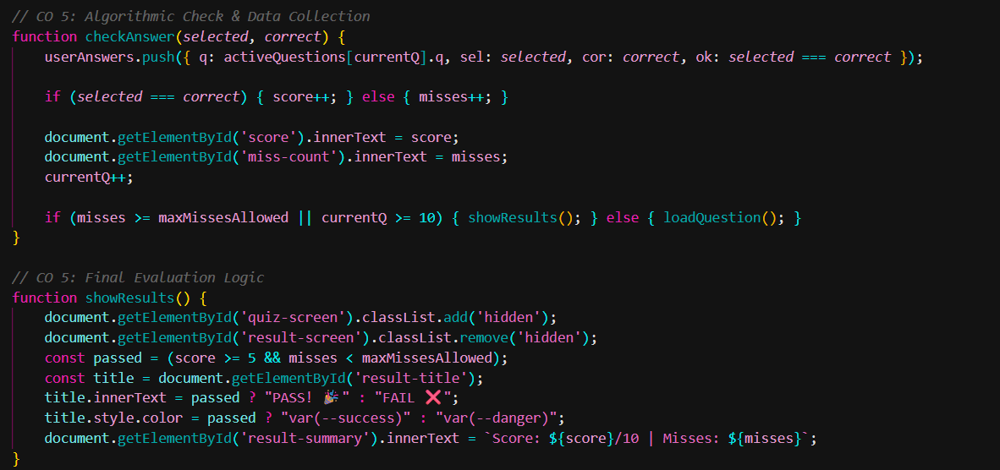 // CO 5: Algorithmic Check & Data Collection
function checkAnswer(selected, correct) {
    userAnswers.push({ q: activeQuestions[currentQ].q, sel: selected, cor: correct, ok: selected === correct });

    if (selected === correct) { score++; } else { misses++; }

    document.getElementById('score').innerText = score;
    document.getElementById('miss-count').innerText = misses;
    currentQ++;

    if (misses >= maxMissesAllowed || currentQ >= 10) { showResults(); } else { loadQuestion(); }
}

// CO 5: Final Evaluation Logic
function showResults() {
    document.getElementById('quiz-screen').classList.add('hidden');
    document.getElementById('result-screen').classList.remove('hidden');
    const passed = (score >= 5 && misses < maxMissesAllowed);
    const title = document.getElementById('result-title');
    title.innerText = passed ? "PASS! 🎉" : "FAIL ❌";
    title.style.color = passed ? "var(--success)" : "var(--danger)";
    document.getElementById('result-summary').innerText = `Score: ${score}/10 | Misses: ${misses}`;
}